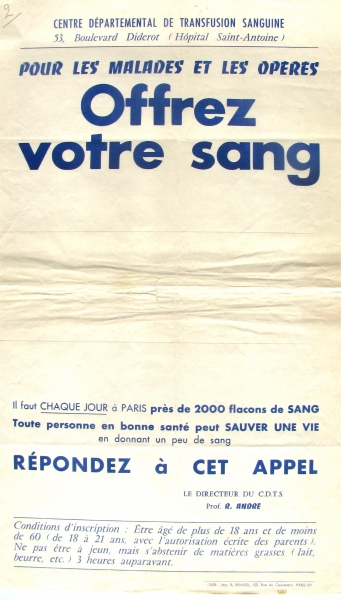 2
CENTRE DÉPARTEMENTAL DE TRANSFUSION SANGUINE
53, Boulevard Diderot (Hôpital Saint-Antoine)
POUR LES MALADES ET LES OPÉRÉS
Offrez
votre sang
Il faut CHAQUE JOUR à PARIS près de 2000 flacons de SANG
Toute personne en bonne santé peut SAUVER UNE VIE
en donnant un peu de sang
RÉPONDEZ à CET APPEL
LE DIRECTEUR DU C.D.T.S.
Prof. R. ANDRÉ
Conditions d'inscription : Être âgé de plus de 18 ans et de moins
de 60 (de 18 à 21 ans, avec l'autorisation écrite des parents).
Ne pas être à jeun, mais s'abstenir de matières grasses (lait,
beurre, etc.) 3 heures auparavant.